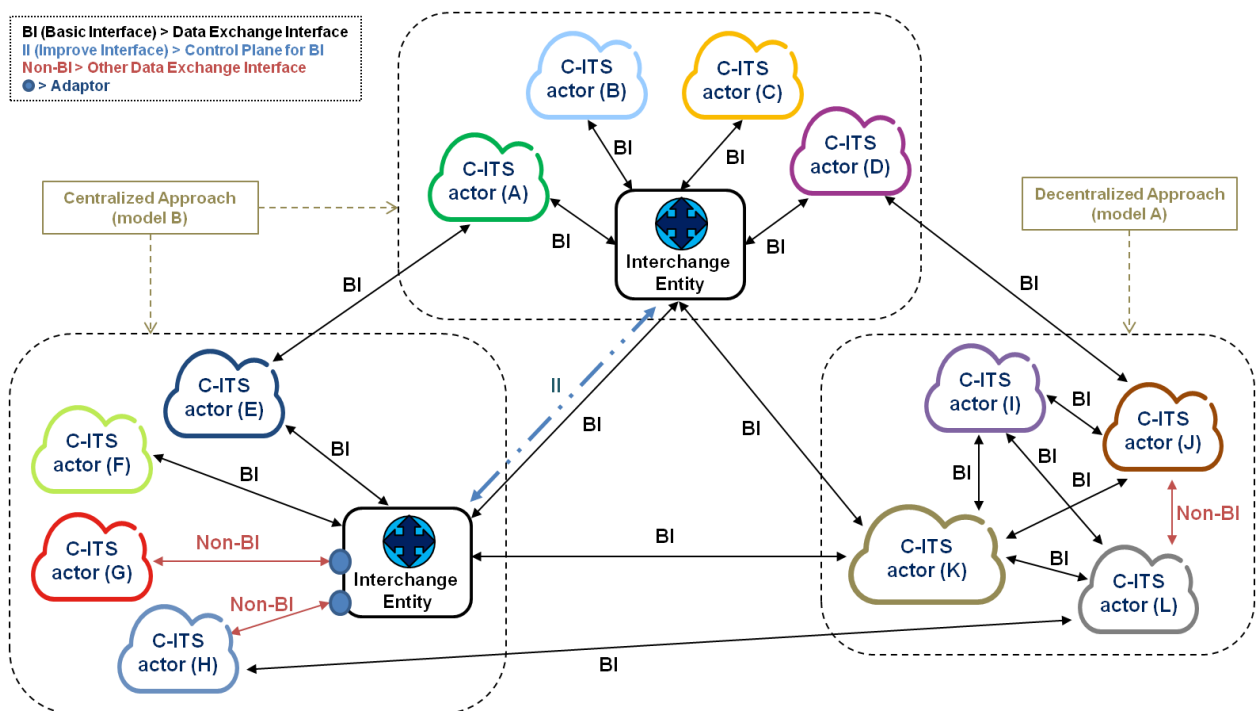 BI (Basic Interface) > Data Exchange Interface
II (Improve Interface) > Control Plane for BI
Non-BI > Other Data Exchange Interface
> Adaptor
C-ITS
actor (B)
C-ITS
actor (C)
C-ITS
actor (A)
C-ITS
actor (D)
BI
BI
BI
BI
Interchange
Entity
Centralized Approach
(model B)
Decentralized Approach
(model A)
BI
BI
II
BI
BI
C-ITS
actor (E)
C-ITS
actor (F)
C-ITS
actor (G)
C-ITS
actor (H)
BI
BI
Non-BI
Non-BI
Interchange
Entity
BI
BI
C-ITS
actor (I)
C-ITS
actor (J)
C-ITS
actor (K)
C-ITS
actor (L)
BI
BI
BI
BI
BI
Non-BI